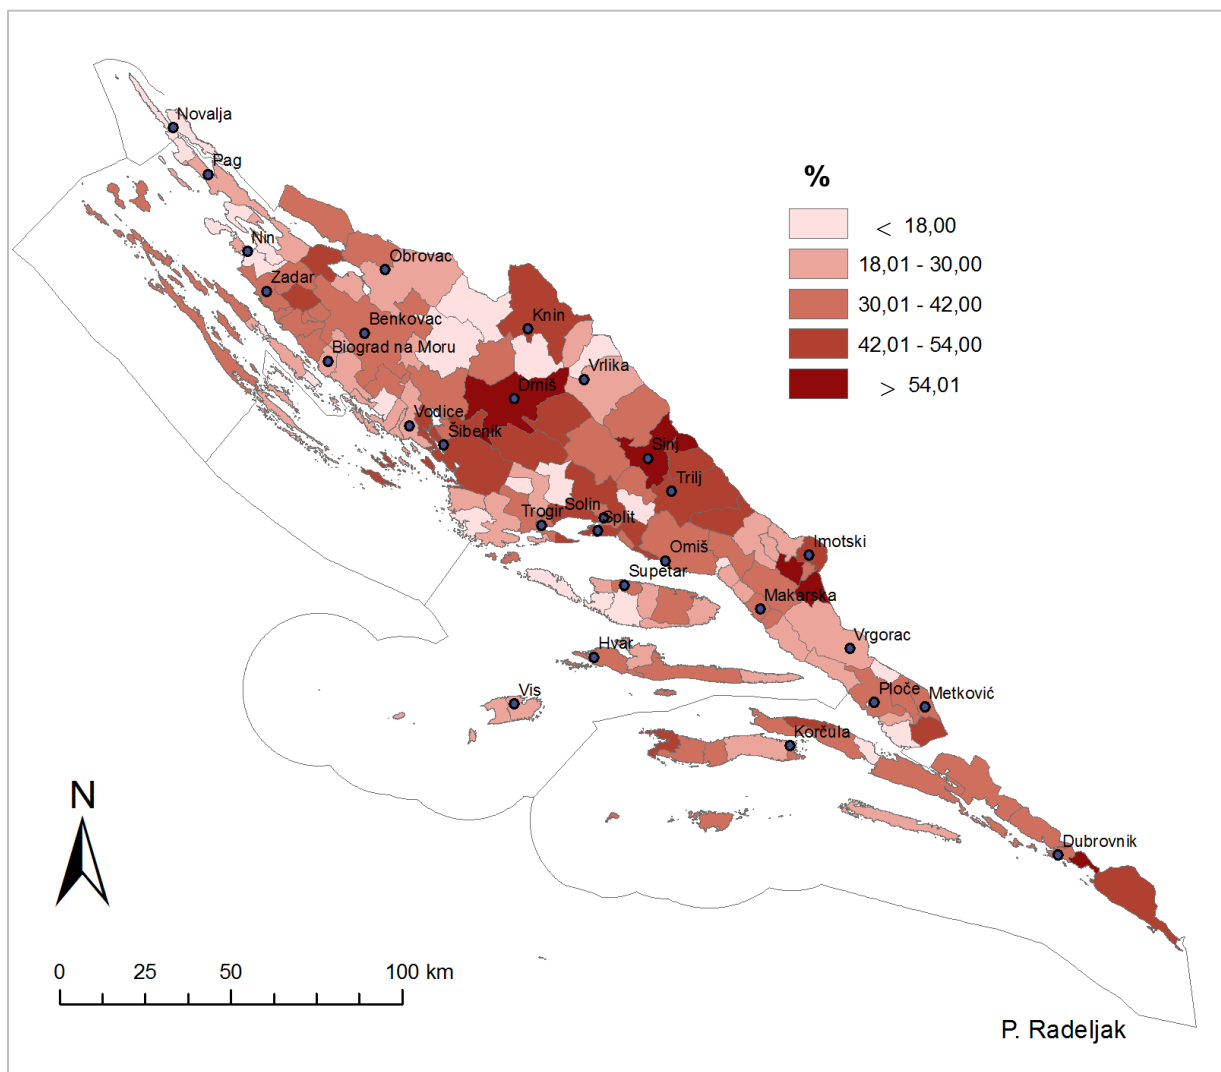 Novalja
Pag
%
< 18,00
Nin
Obrovac
18,01 - 30,00
Zadar
30,01 - 42,00
Knin
Benkovac
42,01 - 54,00
Biograd na Moru
Vrlika
Drniš
> 54,01
Vodice
Šibenik
Sinj
Trilj
Solin
Trogir
Split
Imotski
Omiš
Supetar
Makarska
Hvar
Vrgorac
Vis
Ploče
Metković
Korčula
N
Dubrovnik
0 25 50 100 km
P. Radeljak